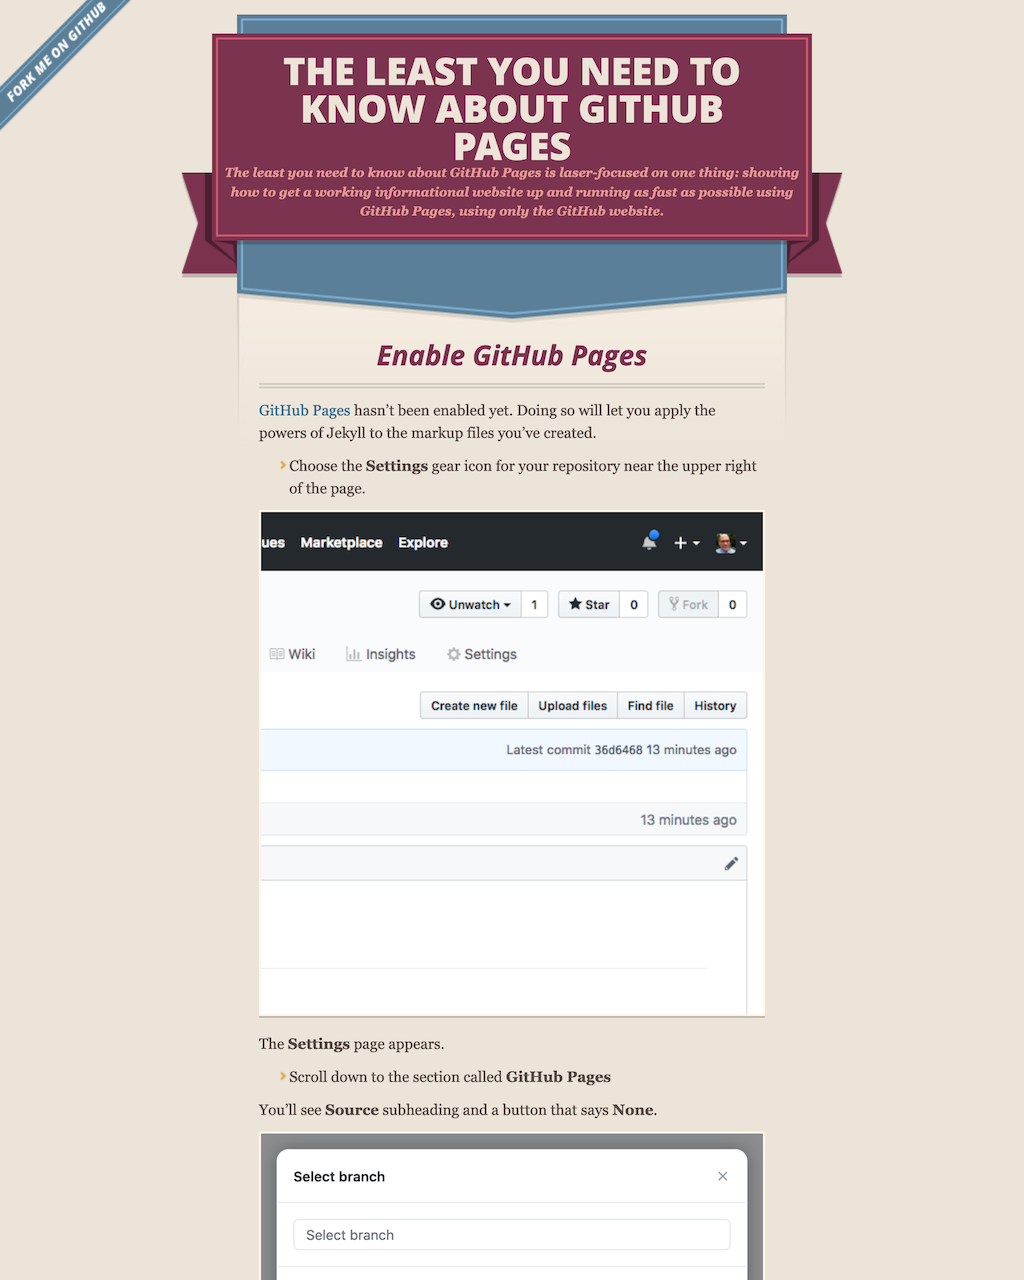 FORK ME ON GITHUB
THE LEAST YOU NEED TO
KNOW ABOUT GITHUB
PAGES
The least you need to know about GitHub Pages is laser-focused on one thing: showing
how to get a working informational website up and running as fast as possible using
GitHub Pages, using only the GitHub website.
Enable GitHub Pages
GitHub Pages hasn’t been enabled yet. Doing so will let you apply the
powers of Jekyll to the markup files you’ve created.
Choose the Settings gear icon for your repository near the upper right
of the page.
ues Marketplace Explore
Unwatch 1 Star 0 Fork 0
Wiki Insights Settings
Create new file Upload files Find file History
Latest commit 36d6468 13 minutes ago
13 minutes ago
The Settings page appears.
Scroll down to the section called GitHub Pages
You’ll see Source subheading and a button that says None.
Select branch
Select branch